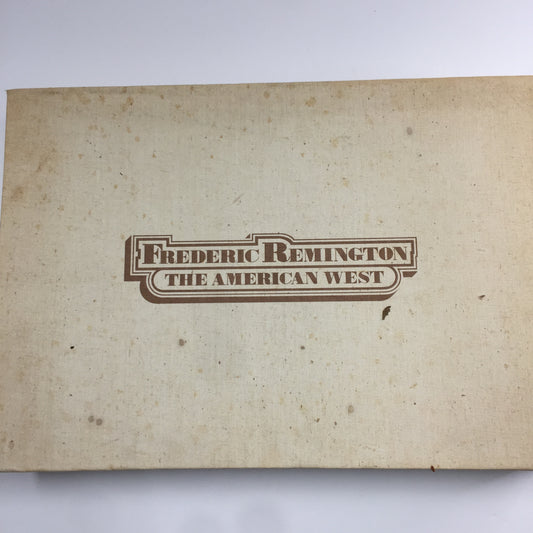 FREDERIC REMINGTON
THE AMERICAN WEST